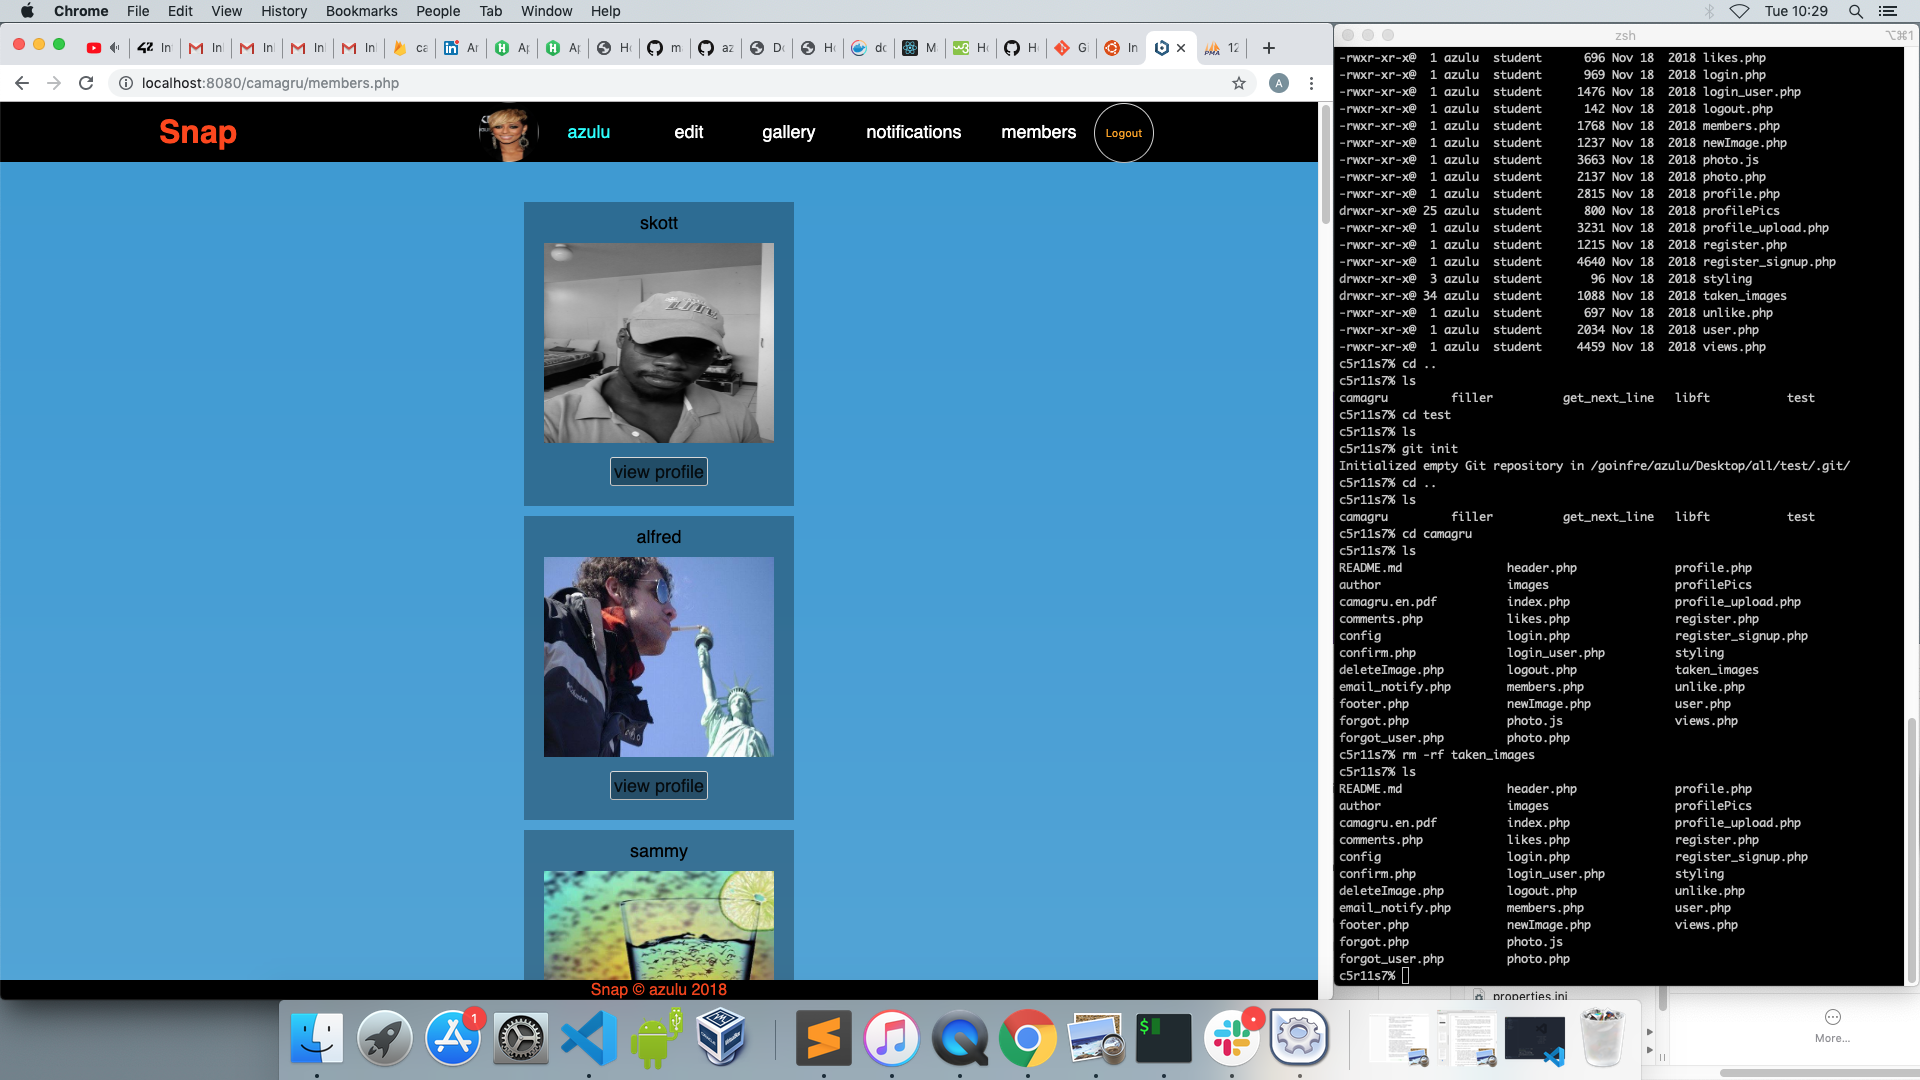 Chrome File Edit View History Bookmarks People Tab Window Help
Tue 10:29
localhost:8080/camagru/members.php
A
Snap
azulu edit gallery notifications members Logout
skott
view profile
alfred
view profile
sammy
Snap © azulu 2018
zsh
⌥⌘1
-rwxr-xr-x@ 1 azulu student 696 Nov 18 2018 likes.php
-rwxr-xr-x@ 1 azulu student 969 Nov 18 2018 login.php
-rwxr-xr-x@ 1 azulu student 1476 Nov 18 2018 login_user.php
-rwxr-xr-x@ 1 azulu student 142 Nov 18 2018 logout.php
-rwxr-xr-x@ 1 azulu student 1768 Nov 18 2018 members.php
-rwxr-xr-x@ 1 azulu student 1237 Nov 18 2018 newImage.php
-rwxr-xr-x@ 1 azulu student 3663 Nov 18 2018 photo.js
-rwxr-xr-x@ 1 azulu student 2137 Nov 18 2018 photo.php
-rwxr-xr-x@ 1 azulu student 2815 Nov 18 2018 profile.php
drwxr-xr-x@ 25 azulu student 800 Nov 18 2018 profilePics
-rwxr-xr-x@ 1 azulu student 3231 Nov 18 2018 profile_upload.php
-rwxr-xr-x@ 1 azulu student 1215 Nov 18 2018 register.php
-rwxr-xr-x@ 1 azulu student 4640 Nov 18 2018 register_signup.php
drwxr-xr-x@ 3 azulu student 96 Nov 18 2018 styling
drwxr-xr-x@ 34 azulu student 1088 Nov 18 2018 taken_images
-rwxr-xr-x@ 1 azulu student 697 Nov 18 2018 unlike.php
-rwxr-xr-x@ 1 azulu student 2034 Nov 18 2018 user.php
-rwxr-xr-x@ 1 azulu student 4459 Nov 18 2018 views.php
c5r11s7% cd ..
c5r11s7% ls
camagru filler get_next_line libft test
c5r11s7% cd test
c5r11s7% ls
c5r11s7% git init
Initialized empty Git repository in /goinfre/azulu/Desktop/all/test/.git/
c5r11s7% cd ..
c5r11s7% ls
camagru filler get_next_line libft test
c5r11s7% cd camagru
c5r11s7% ls
README.md header.php profile.php
author images profilePics
camagru.en.pdf index.php profile_upload.php
comments.php likes.php register.php
config login.php register_signup.php
confirm.php login_user.php styling
deleteImage.php logout.php taken_images
email_notify.php members.php unlike.php
footer.php newImage.php user.php
forgot.php photo.js views.php
forgot_user.php photo.php
c5r11s7% rm -rf taken_images
c5r11s7% ls
README.md header.php profile.php
author images profilePics
camagru.en.pdf index.php profile_upload.php
comments.php likes.php register.php
config login.php register_signup.php
confirm.php login_user.php styling
deleteImage.php logout.php unlike.php
email_notify.php members.php user.php
footer.php newImage.php views.php
forgot.php photo.js
forgot_user.php photo.php
c5r11s7%
properties.ini
More...
1